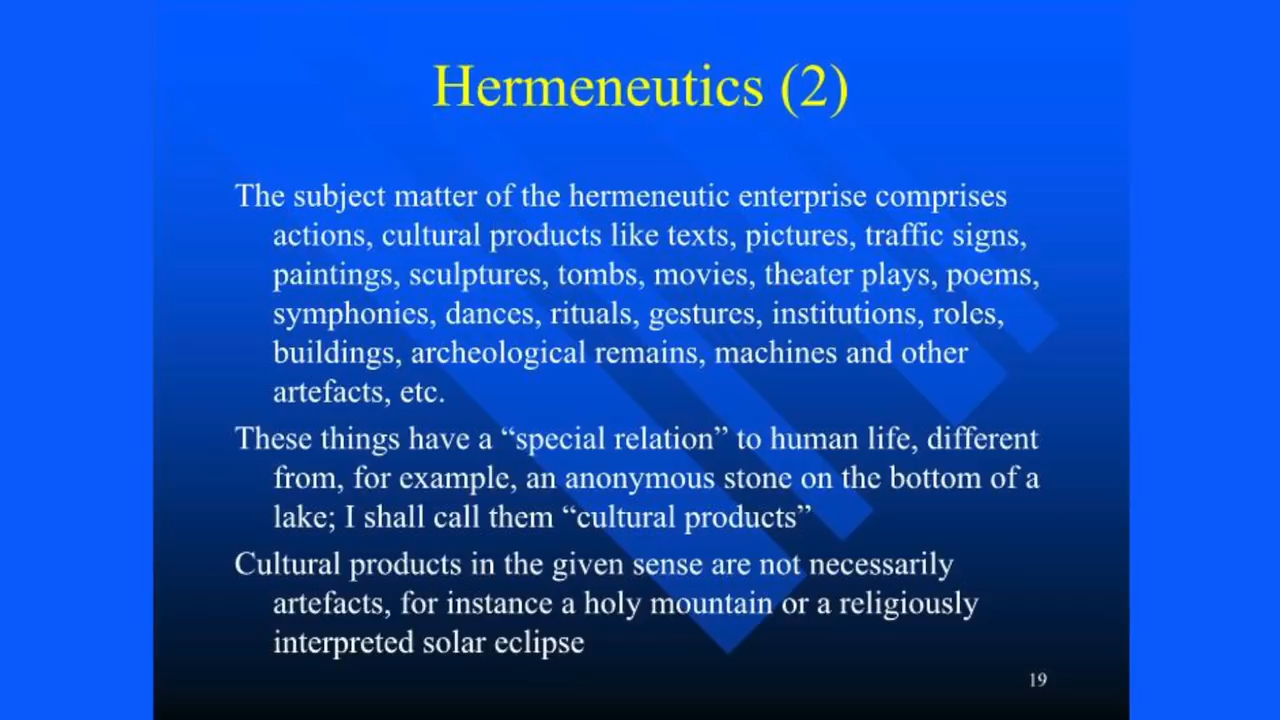 Hermeneutics (2)
The subject matter of the hermeneutic enterprise comprises
actions, cultural products like texts, pictures, traffic signs,
paintings, sculptures, tombs, movies, theater plays, poems,
symphonies, dances, rituals, gestures, institutions, roles,
buildings, archeological remains, machines and other
artefacts, etc.
These things have a “special relation” to human life, different
from, for example, an anonymous stone on the bottom of a
lake; I shall call them “cultural products”
Cultural products in the given sense are not necessarily
artefacts, for instance a holy mountain or a religiously
interpreted solar eclipse
19